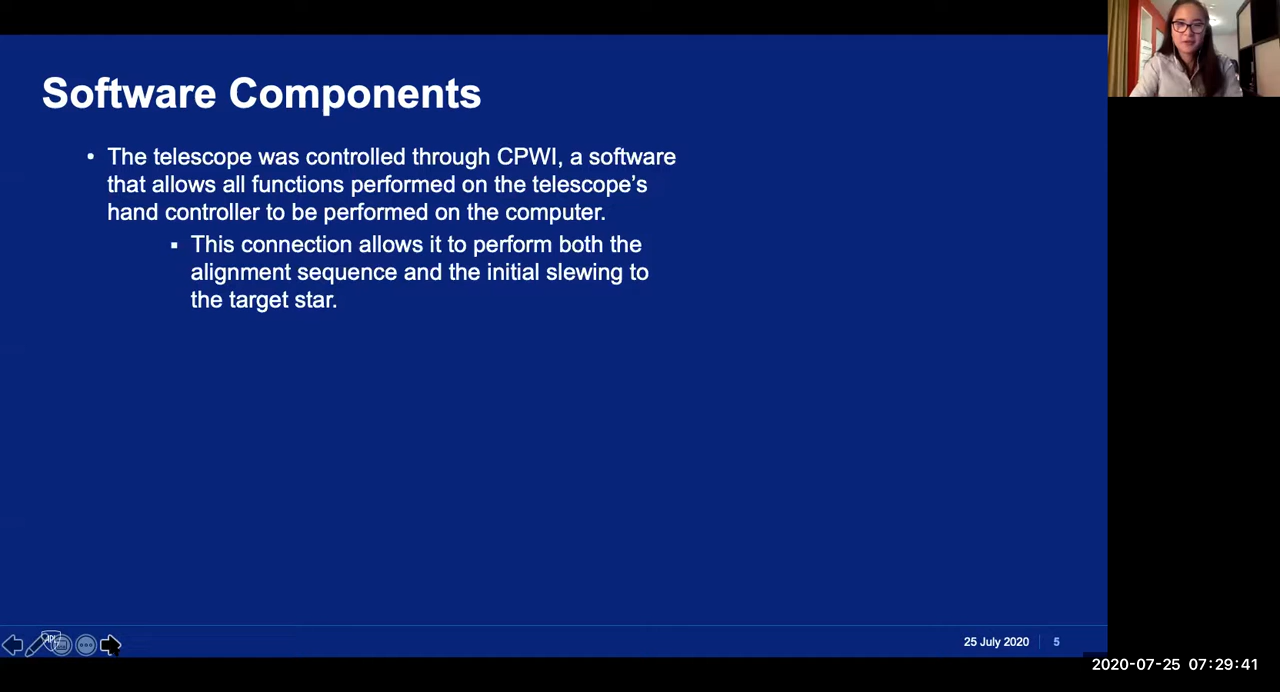 Software Components
• The telescope was controlled through CPWI, a software
that allows all functions performed on the telescope's
hand controller to be performed on the computer.
▪ This connection allows it to perform both the
alignment sequence and the initial slewing to
the target star.
25 July 2020 5
2020-07-25 07:29:41